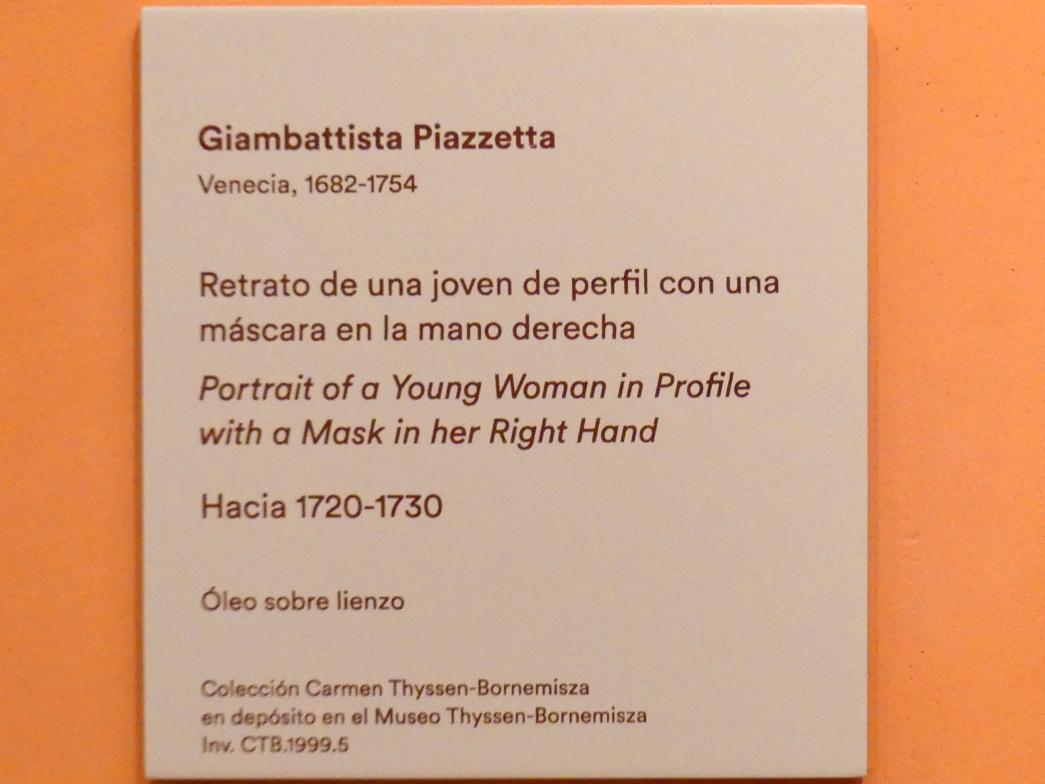 Giambattista Piazzetta
Venecia, 1682-1754
Retrato de una joven de perfil con una
máscara en la mano derecha
Portrait of a Young Woman in Profile
with a Mask in her Right Hand
Hacia 1720-1730
Óleo sobre lienzo
Colección Carmen Thyssen-Bornemisza
en depósito en el Museo Thyssen-Bornemisza
Inv. CTB.1999.5